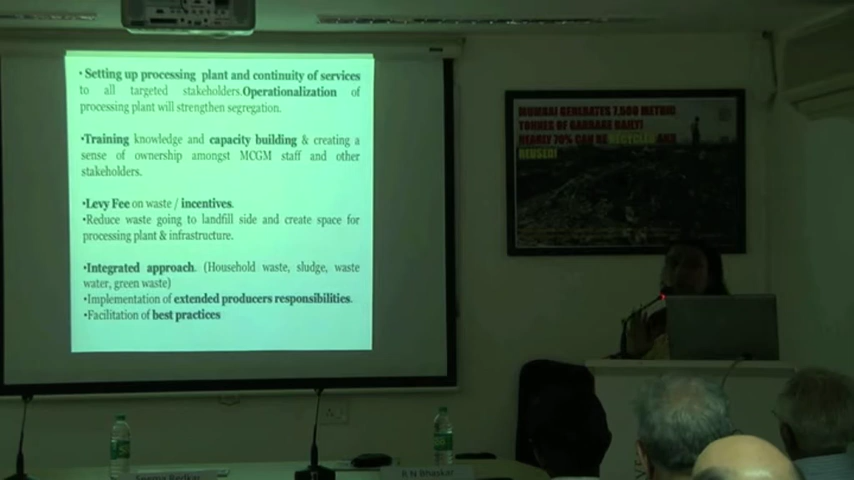 • Setting up processing plant and continuity of services
to all targeted stakeholders.Operationalization of
processing plant will strengthen segregation.
•Training knowledge and capacity building & creating a
sense of ownership amongst MCGM staff and other
stakeholders.
•Levy Fee on waste / incentives.
•Reduce waste going to landfill side and create space for
processing plant & infrastructure.
•Integrated approach. (Household waste, sludge, waste
water, green waste)
•Implementation of extended producers responsibilities.
•Facilitation of best practices
MUMBAI GENERATES 7,500 METRIC
TONNES OF GARBAGE DAILY!
NEARLY 70% CAN BE RECYCLED AND
REUSED!
Seema Redkar
R N Bhaskar